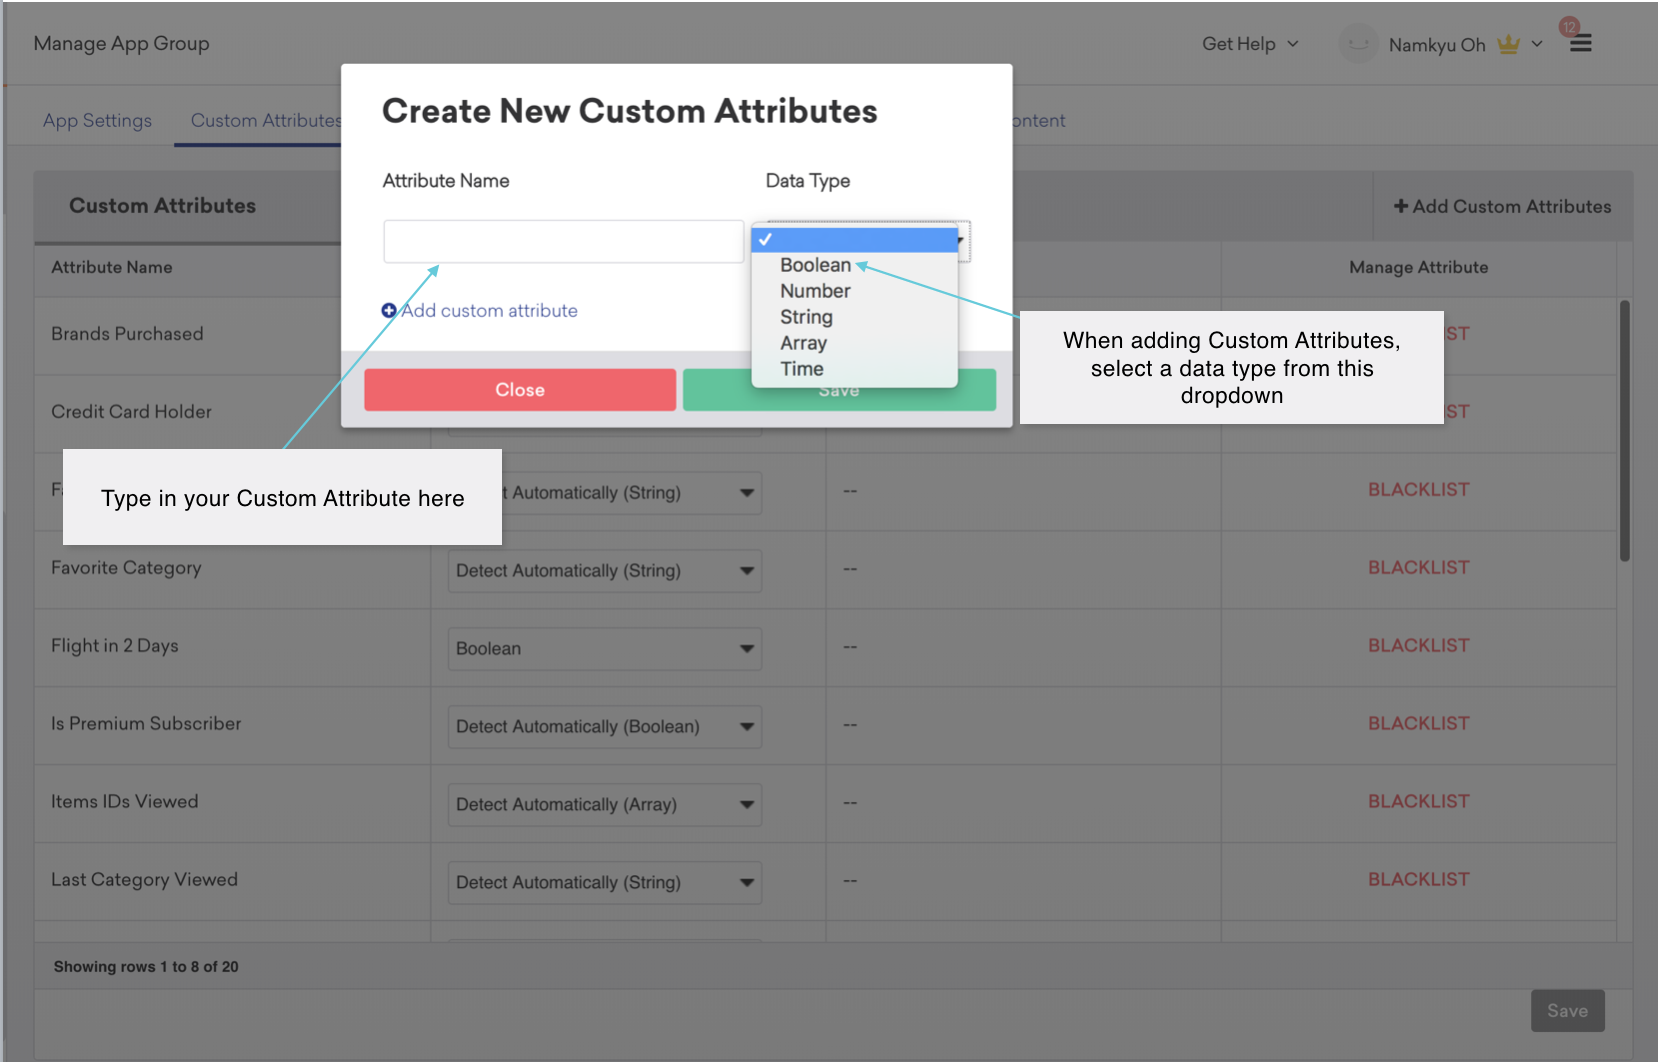 Manage App Group
Get Help
Namkyu Oh
12
App Settings
Custom Attributes
ontent
Create New Custom Attributes
Attribute Name
Data Type
Boolean
Number
String
Array
Time
Add custom attribute
Close
Save
When adding Custom Attributes,
select a data type from this
dropdown
Type in your Custom Attribute here
Custom Attributes
Add Custom Attributes
Attribute Name
Manage Attribute
Brands Purchased
IST
Credit Card Holder
IST
t Automatically (String)
--
BLACKLIST
Favorite Category
Detect Automatically (String)
--
BLACKLIST
Flight in 2 Days
Boolean
--
BLACKLIST
Is Premium Subscriber
Detect Automatically (Boolean)
--
BLACKLIST
Items IDs Viewed
Detect Automatically (Array)
--
BLACKLIST
Last Category Viewed
Detect Automatically (String)
--
BLACKLIST
Showing rows 1 to 8 of 20
Save